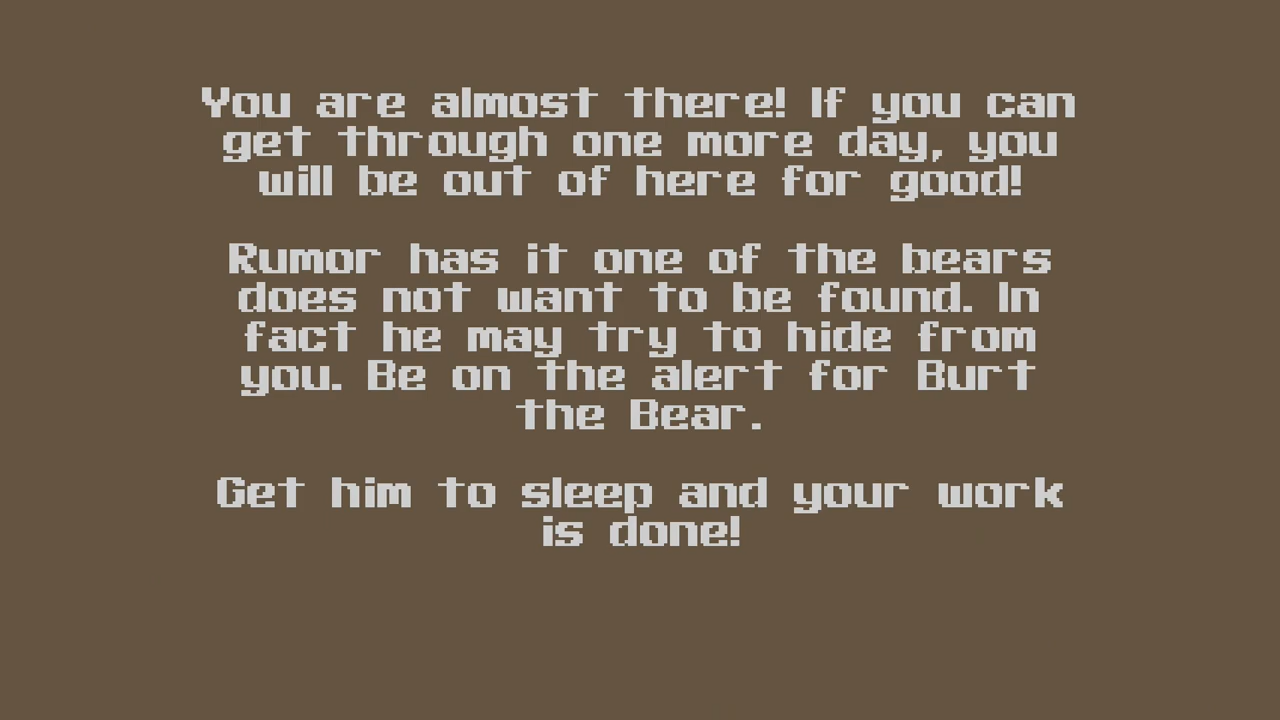 You are almost there! If you can
get through one more day, you
will be out of here for good!
Rumor has it one of the bears
does not want to be found. In
fact he may try to hide from
you. Be on the alert for Burt
the Bear.
Get him to sleep and your work
is done!